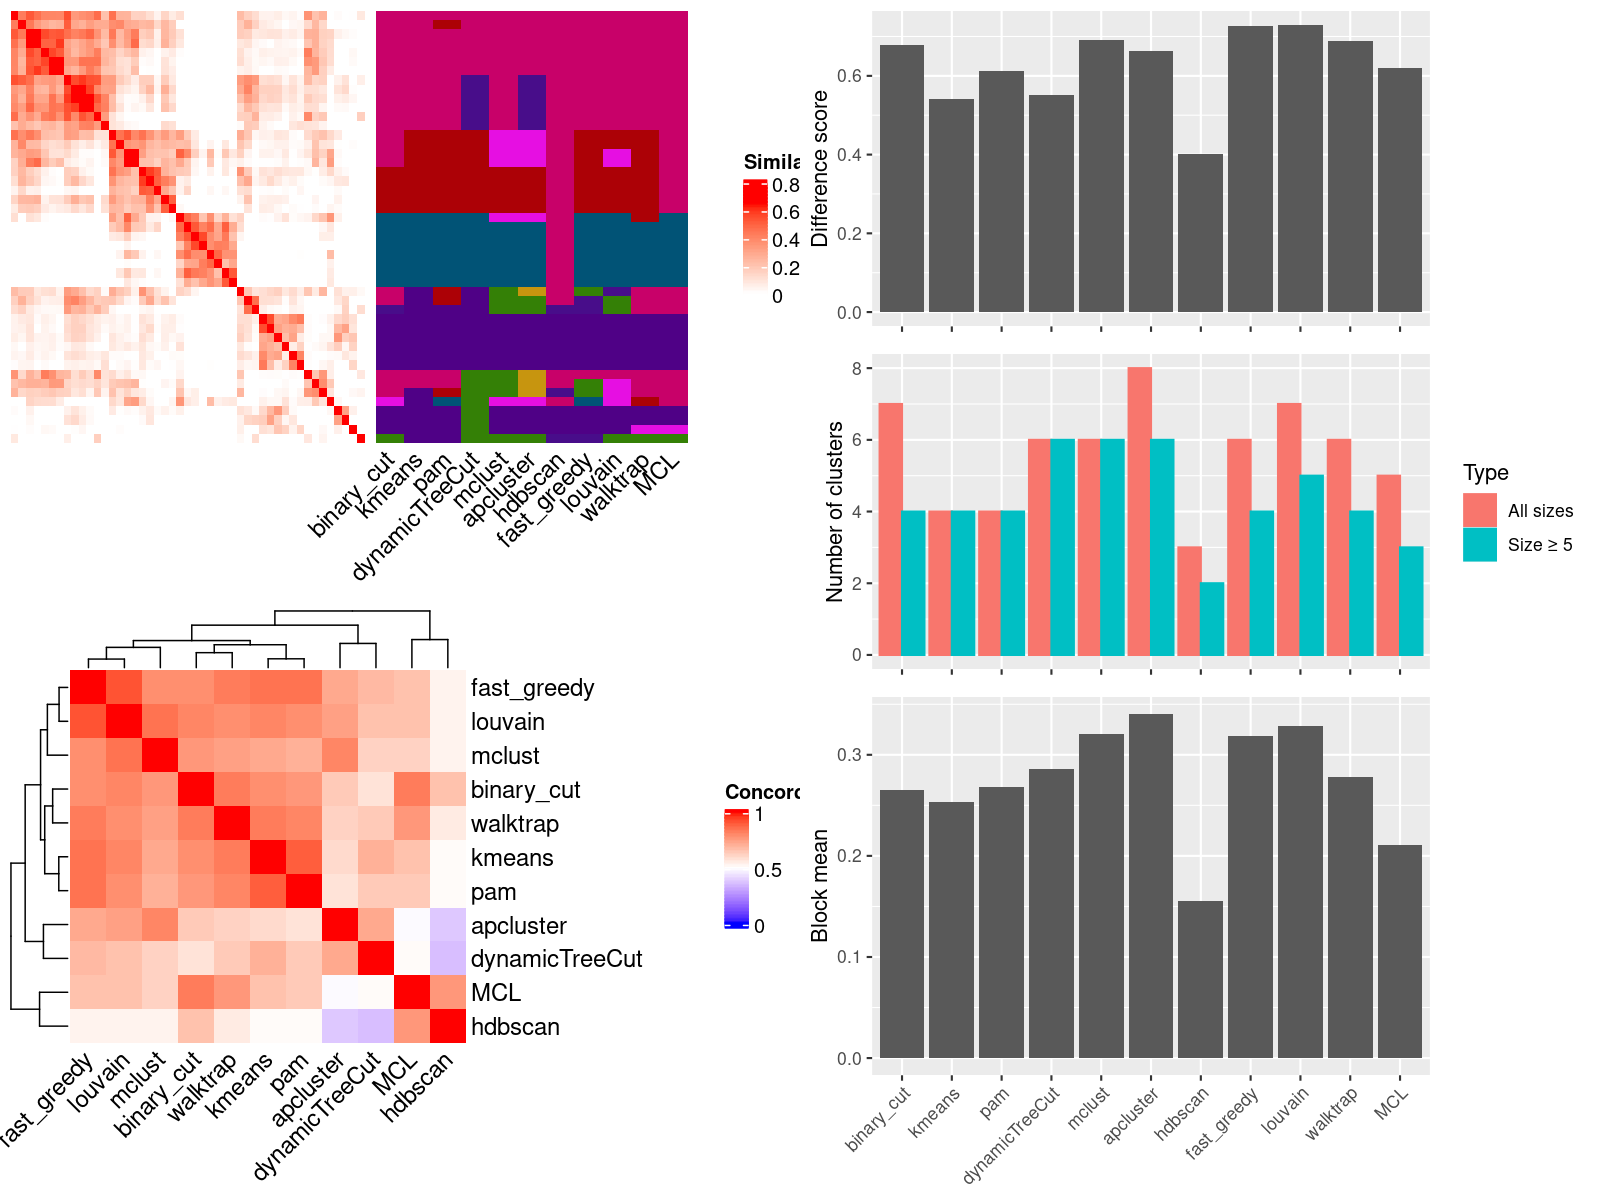 Simila
0.8
0.6
0.4
0.2
0
binary_cut
kmeans
pam
dynamicTreeCut
mclust
apcluster
hdbscan
fast_greedy
louvain
walktrap
MCL
fast_greedy
louvain
mclust
binary_cut
walktrap
kmeans
pam
apcluster
dynamicTreeCut
MCL
hdbscan
fast_greedy
louvain
mclust
binary_cut
walktrap
kmeans
pam
apcluster
dynamicTreeCut
MCL
hdbscan
Concord
1
0.5
0
Difference score
0.6
0.4
0.2
0.0
Number of clusters
8
6
4
2
0
Type
All sizes
Size ≥ 5
Block mean
0.3
0.2
0.1
0.0
binary_cut
kmeans
pam
dynamicTreeCut
mclust
apcluster
hdbscan
fast_greedy
louvain
walktrap
MCL